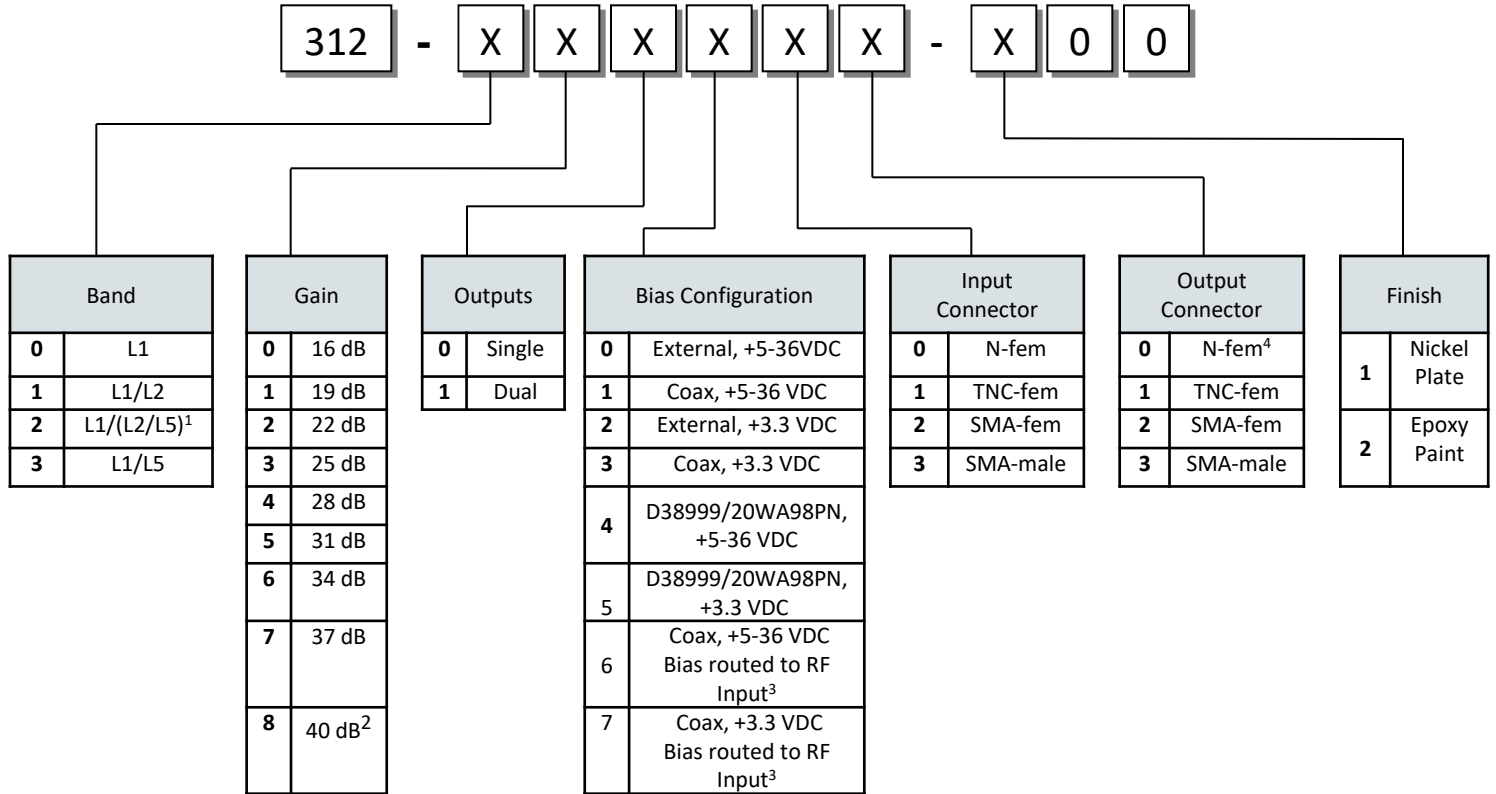 312 - X X X X X X - X 0 0
Band
0 L1
1 L1/L2
2 L1/(L2/L5)¹
3 L1/L5
Gain
0 16 dB
1 19 dB
2 22 dB
3 25 dB
4 28 dB
5 31 dB
6 34 dB
7 37 dB
8 40 dB²
Outputs
0 Single
1 Dual
Bias Configuration
0 External, +5-36VDC
1 Coax, +5-36 VDC
2 External, +3.3 VDC
3 Coax, +3.3 VDC
4 D38999/20WA98PN,
+5-36 VDC
5 D38999/20WA98PN,
+3.3 VDC
6 Coax, +5-36 VDC
Bias routed to RF
Input³
7 Coax, +3.3 VDC
Bias routed to RF
Input³
Input
Connector
0 N-fem
1 TNC-fem
2 SMA-fem
3 SMA-male
Output
Connector
0 N-fem⁴
1 TNC-fem
2 SMA-fem
3 SMA-male
Finish
1 Nickel
Plate
2 Epoxy
Paint